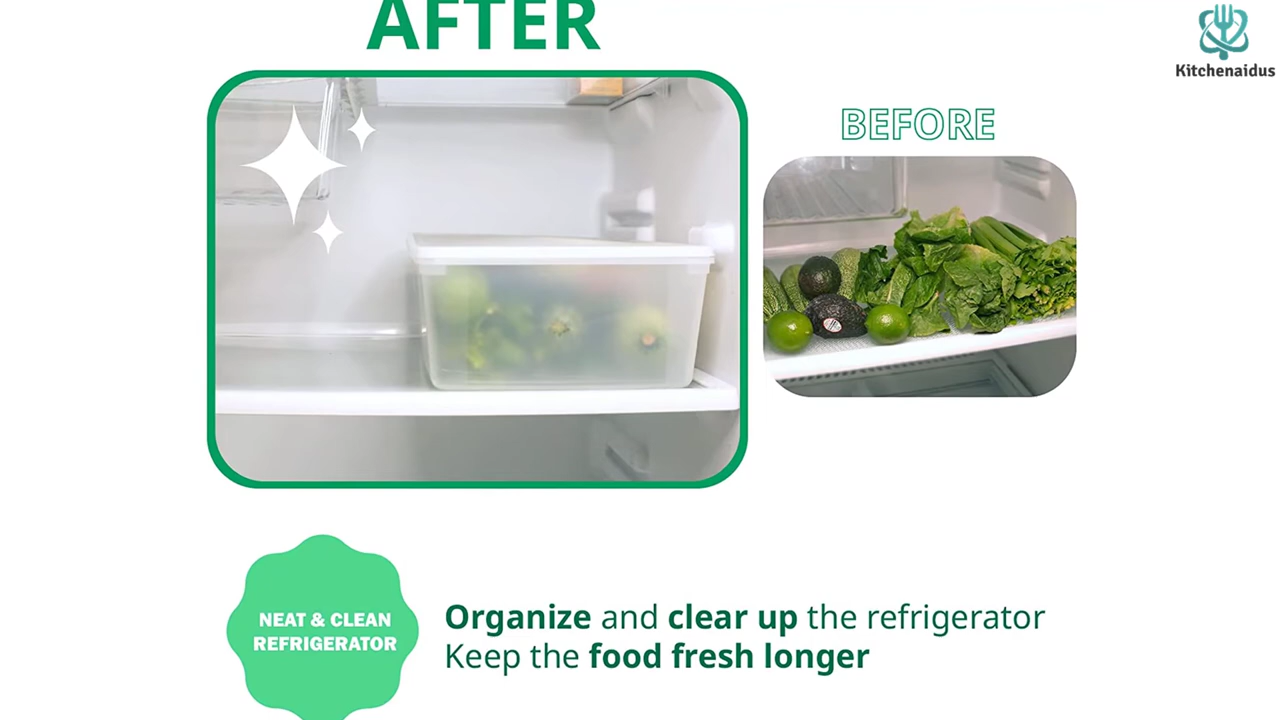 AFTER
Kitchenaidus
BEFORE
NEAT & CLEAN
REFRIGERATOR
Organize and clear up the refrigerator
Keep the food fresh longer